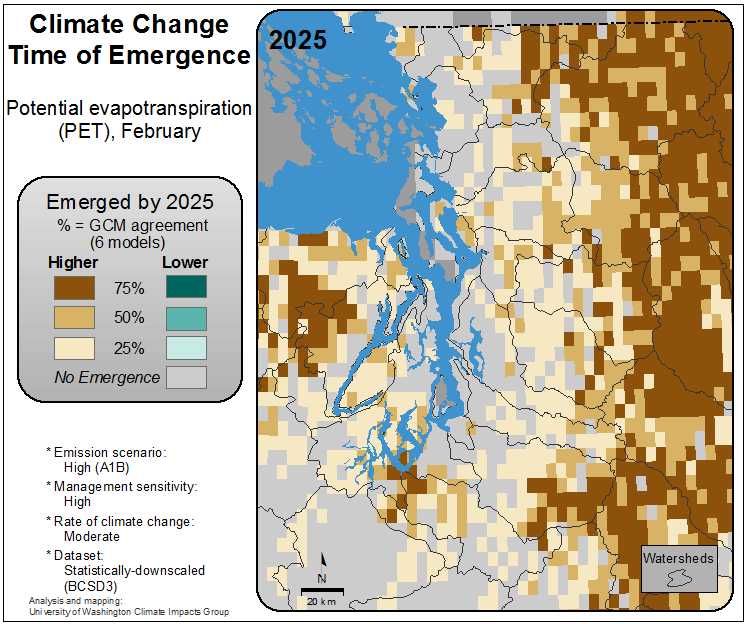 Climate Change
Time of Emergence
Potential evapotranspiration
(PET), February
Emerged by 2025
% = GCM agreement
(6 models)
Higher Lower
75%
50%
25%
No Emergence
* Emission scenario:
High (A1B)
* Management sensitivity:
High
* Rate of climate change:
Moderate
* Dataset:
Statistically-downscaled
(BCSD3)
Analysis and mapping:
University of Washington Climate Impacts Group
2025
N
20 km
Watersheds